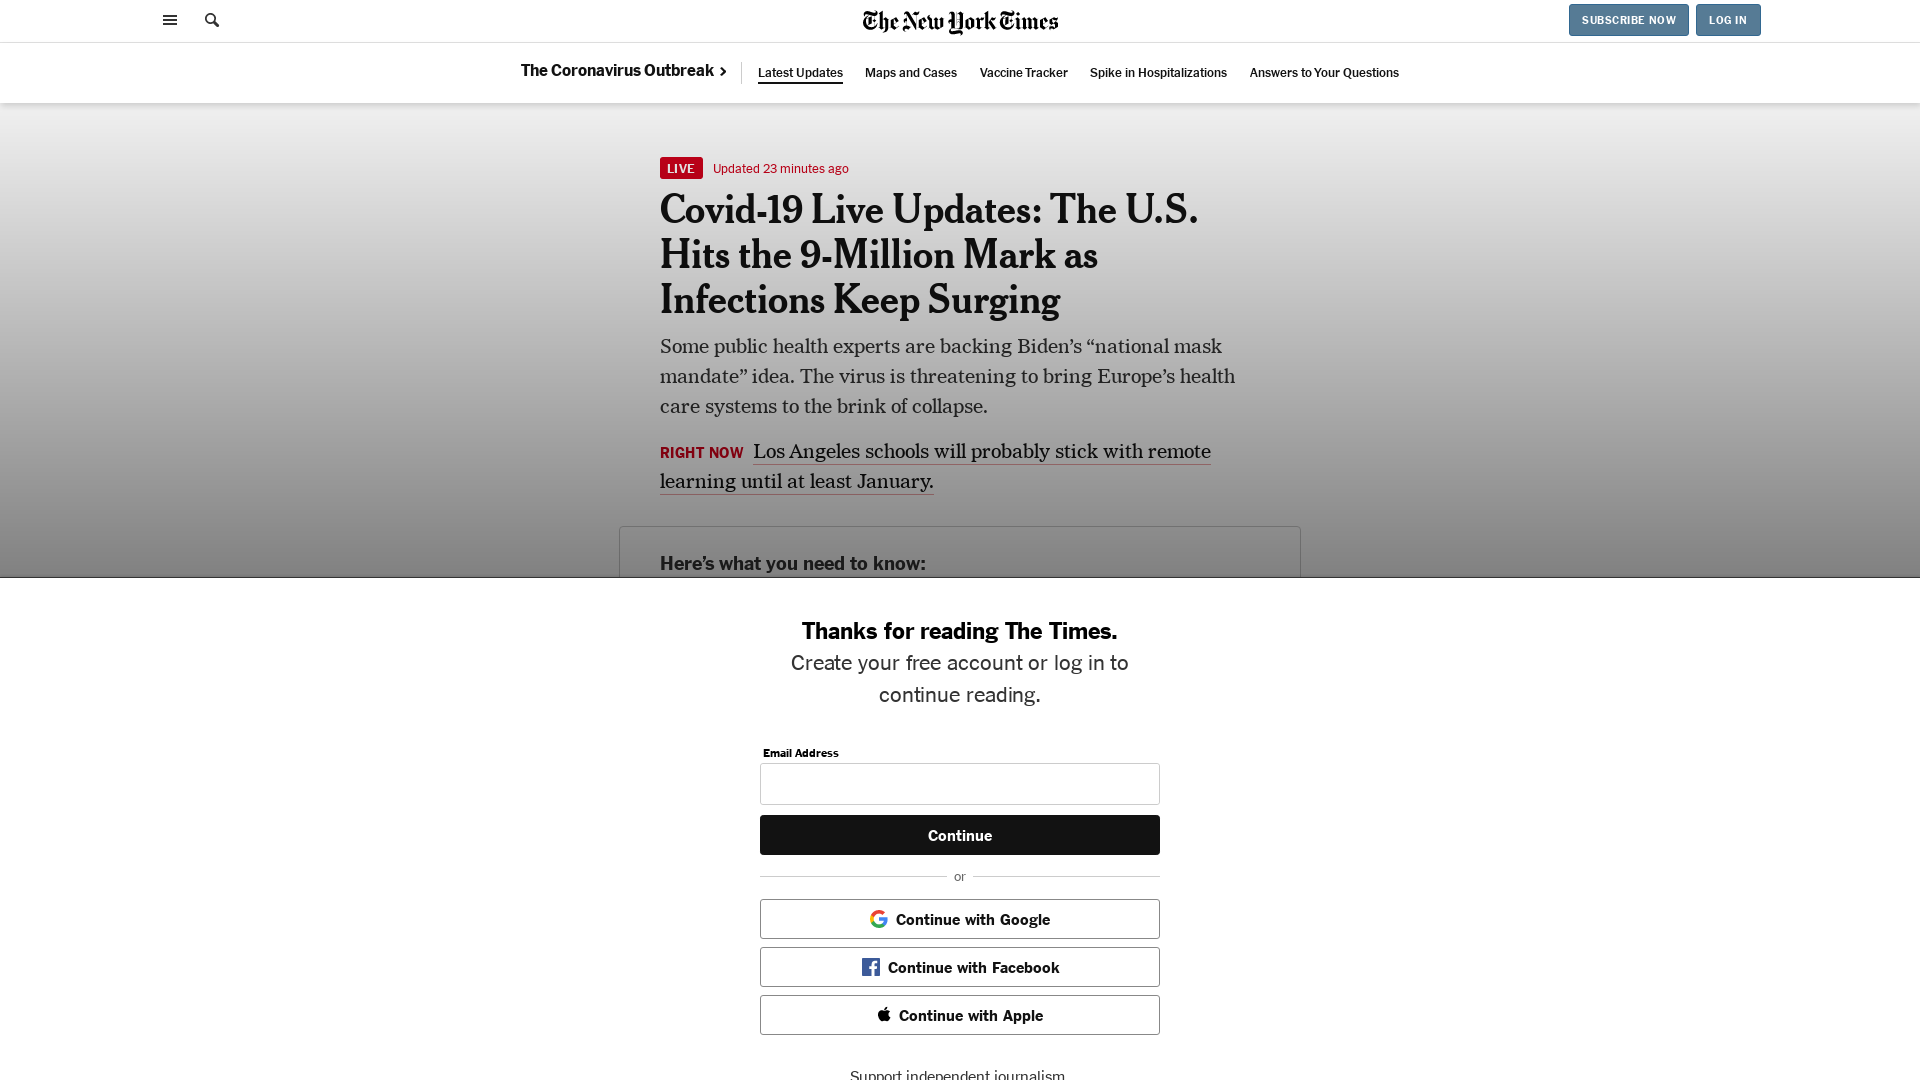 The New York Times
SUBSCRIBE NOW
LOG IN
The Coronavirus Outbreak
Latest Updates
Maps and Cases
Vaccine Tracker
Spike in Hospitalizations
Answers to Your Questions
LIVE
Updated 23 minutes ago
Covid-19 Live Updates: The U.S.
Hits the 9-Million Mark as
Infections Keep Surging
Some public health experts are backing Biden’s “national mask
mandate” idea. The virus is threatening to bring Europe’s health
care systems to the brink of collapse.
RIGHT NOW Los Angeles schools will probably stick with remote
learning until at least January.
Here’s what you need to know:
Thanks for reading The Times.
Create your free account or log in to
continue reading.
Email Address
Continue
or
Continue with Google
Continue with Facebook
Continue with Apple
Support independent journalism